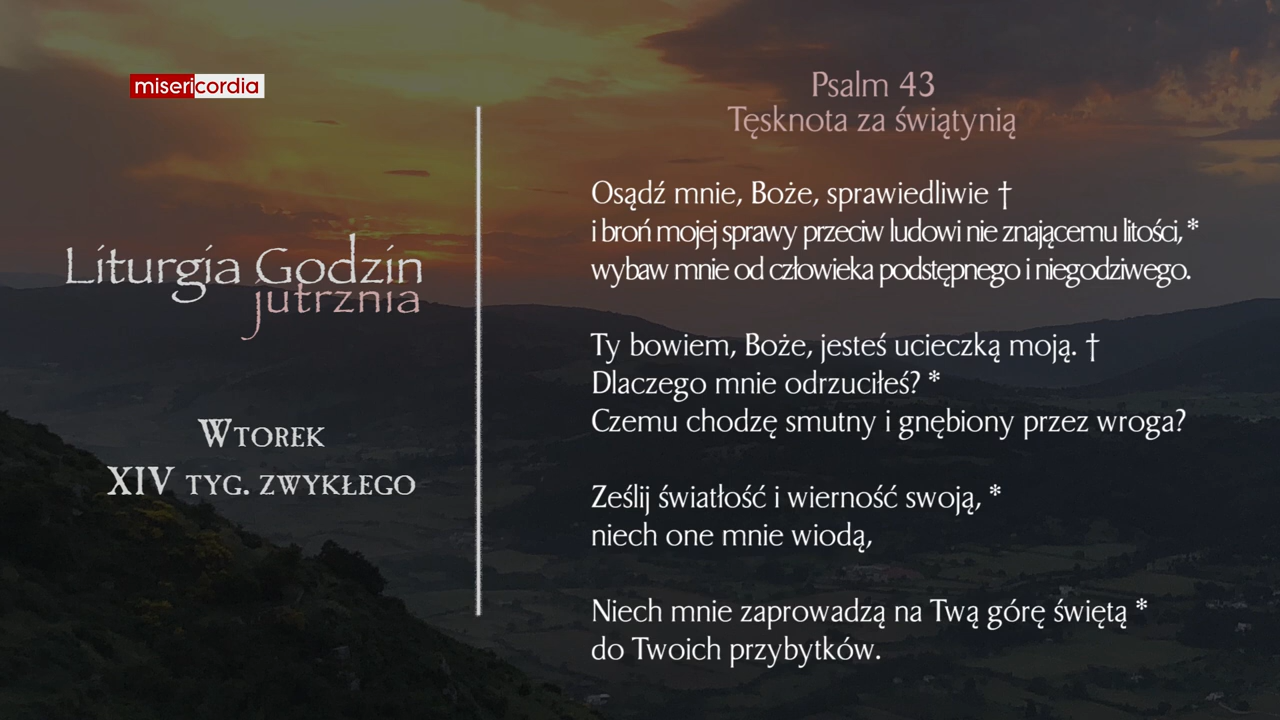 misericordia
Liturgia Godzin
jutrznia
Wtorek
XIV tyg. zwykłego
Psalm 43
Tęsknota za świątynią
Osądź mnie, Boże, sprawiedliwie †
i broń mojej sprawy przeciw ludowi nie znającemu litości, *
wybaw mnie od człowieka podstępnego i niegodziwego.
Ty bowiem, Boże, jesteś ucieczką moją. †
Dlaczego mnie odrzuciłeś? *
Czemu chodzę smutny i gnębiony przez wroga?
Ześlij światłość i wierność swoją, *
niech one mnie wiodą,
Niech mnie zaprowadzą na Twą górę świętą *
do Twoich przybytków.